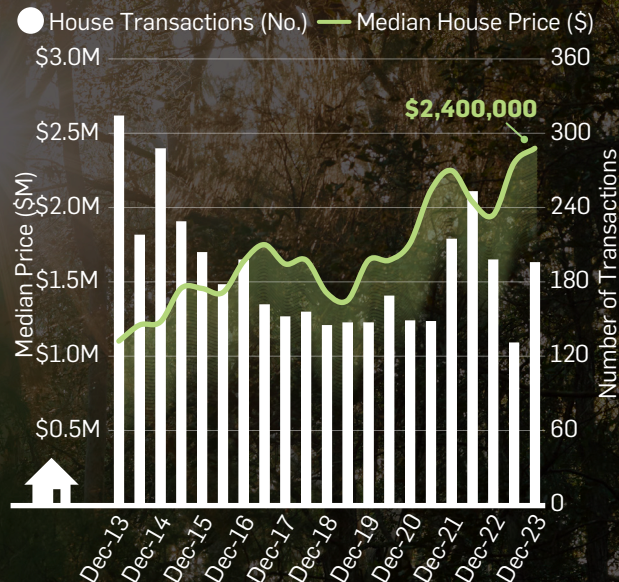 House Transactions (No.) Median House Price ($)
$3.0M
$2.5M
$2.0M
$1.5M
$1.0M
$0.5M
Median Price ($M)
$2,400,000
360
300
240
180
120
60
0
Number of Transactions
Dec-13
Dec-14
Dec-15
Dec-16
Dec-17
Dec-18
Dec-19
Dec-20
Dec-21
Dec-22
Dec-23